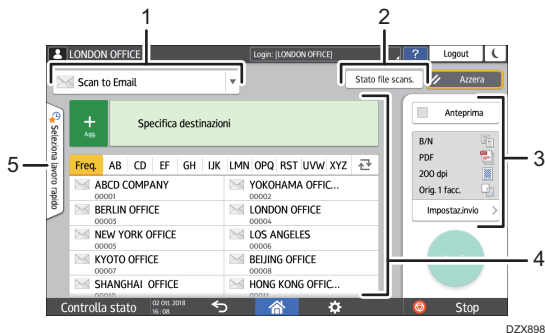 1
2
LONDON OFFICE
Login: [LONDON OFFICE]
?
Logout
Scan to Email
Stato file scans.
Azzera
5
Seleziona lavoro rapido
+
Agg.
Specifica destinazioni
Anteprima
3
Freq. AB CD EF GH IJK LMN OPQ RST UVW XYZ
B/N
PDF
200 dpi
Orig. 1 facc.
Impostaz.invio
ABCD COMPANY
00001
YOKOHAMA OFFIC...
00002
BERLIN OFFICE
00003
LONDON OFFICE
00004
NEW YORK OFFICE
00005
LOS ANGELES
00006
KYOTO OFFICE
00007
BEIJING OFFICE
00008
4
SHANGHAI OFFICE
HONG KONG OFFIC...
Controlla stato
02 Ott. 2018
16:08
Stop
DZX898